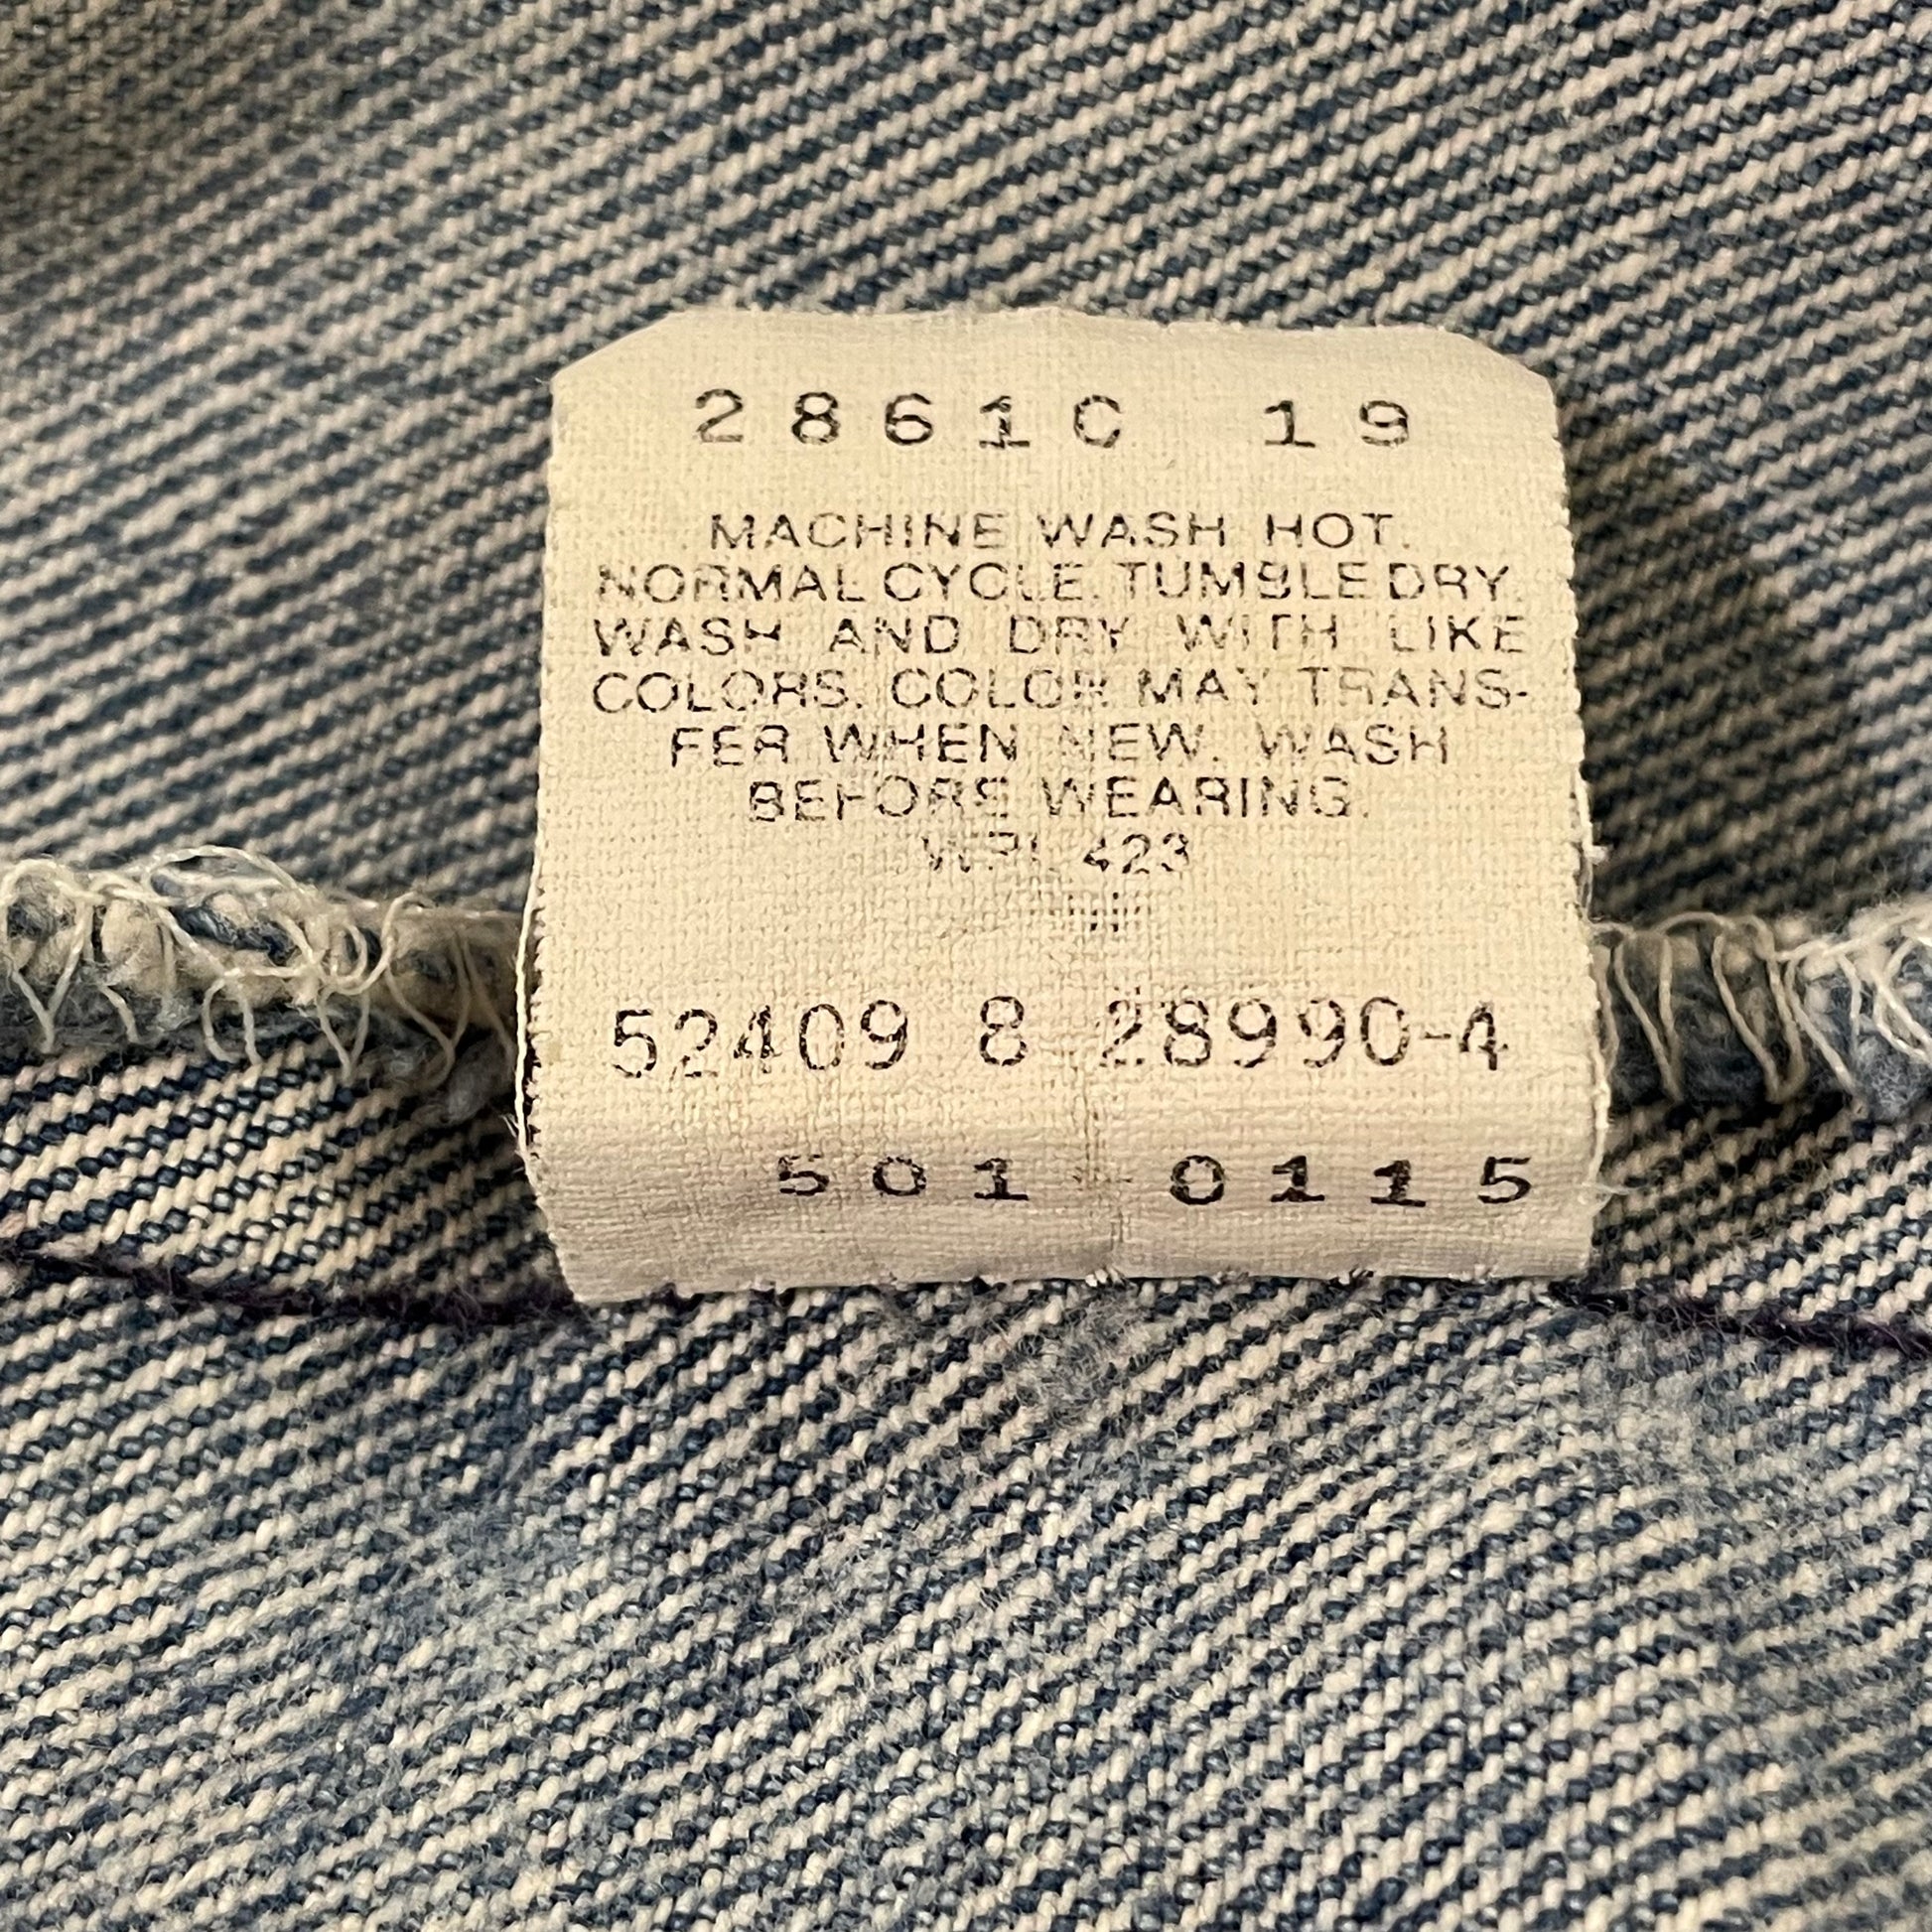 2861C 19
MACHINE WASH HOT.
NORMAL CYCLE. TUMBLE DRY.
WASH AND DRY WITH LIKE
COLORS. COLOR MAY TRANS-
FER WHEN NEW. WASH
BEFORE WEARING.
WPL 423
52409 8 28990-4
501 0115